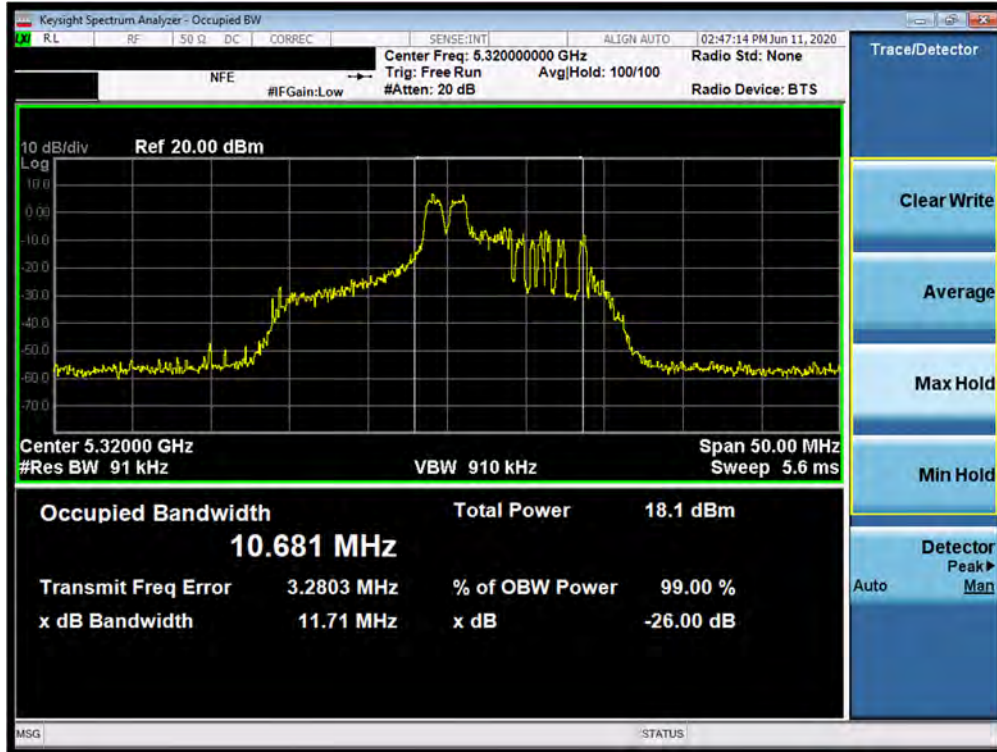 Keysight Spectrum Analyzer - Occupied BW
LXI RL RF 50 Ω DC CORREC SENSE:INT ALIGN AUTO 02:47:14 PM Jun 11, 2020
Center Freq: 5.320000000 GHz Radio Std: None
NFE Trig: Free Run Avg|Hold: 100/100
#IFGain:Low #Atten: 20 dB Radio Device: BTS
10 dB/div Ref 20.00 dBm
Log
10.0
0.00
-10.0
-20.0
-30.0
-40.0
-50.0
-60.0
-70.0
Center 5.32000 GHz Span 50.00 MHz
#Res BW 91 kHz VBW 910 kHz Sweep 5.6 ms
Occupied Bandwidth Total Power 18.1 dBm
10.681 MHz
Transmit Freq Error 3.2803 MHz % of OBW Power 99.00 %
x dB Bandwidth 11.71 MHz x dB -26.00 dB
MSG STATUS
Trace/Detector
Clear Write
Average
Max Hold
Min Hold
Detector
Peak▶
Auto Man